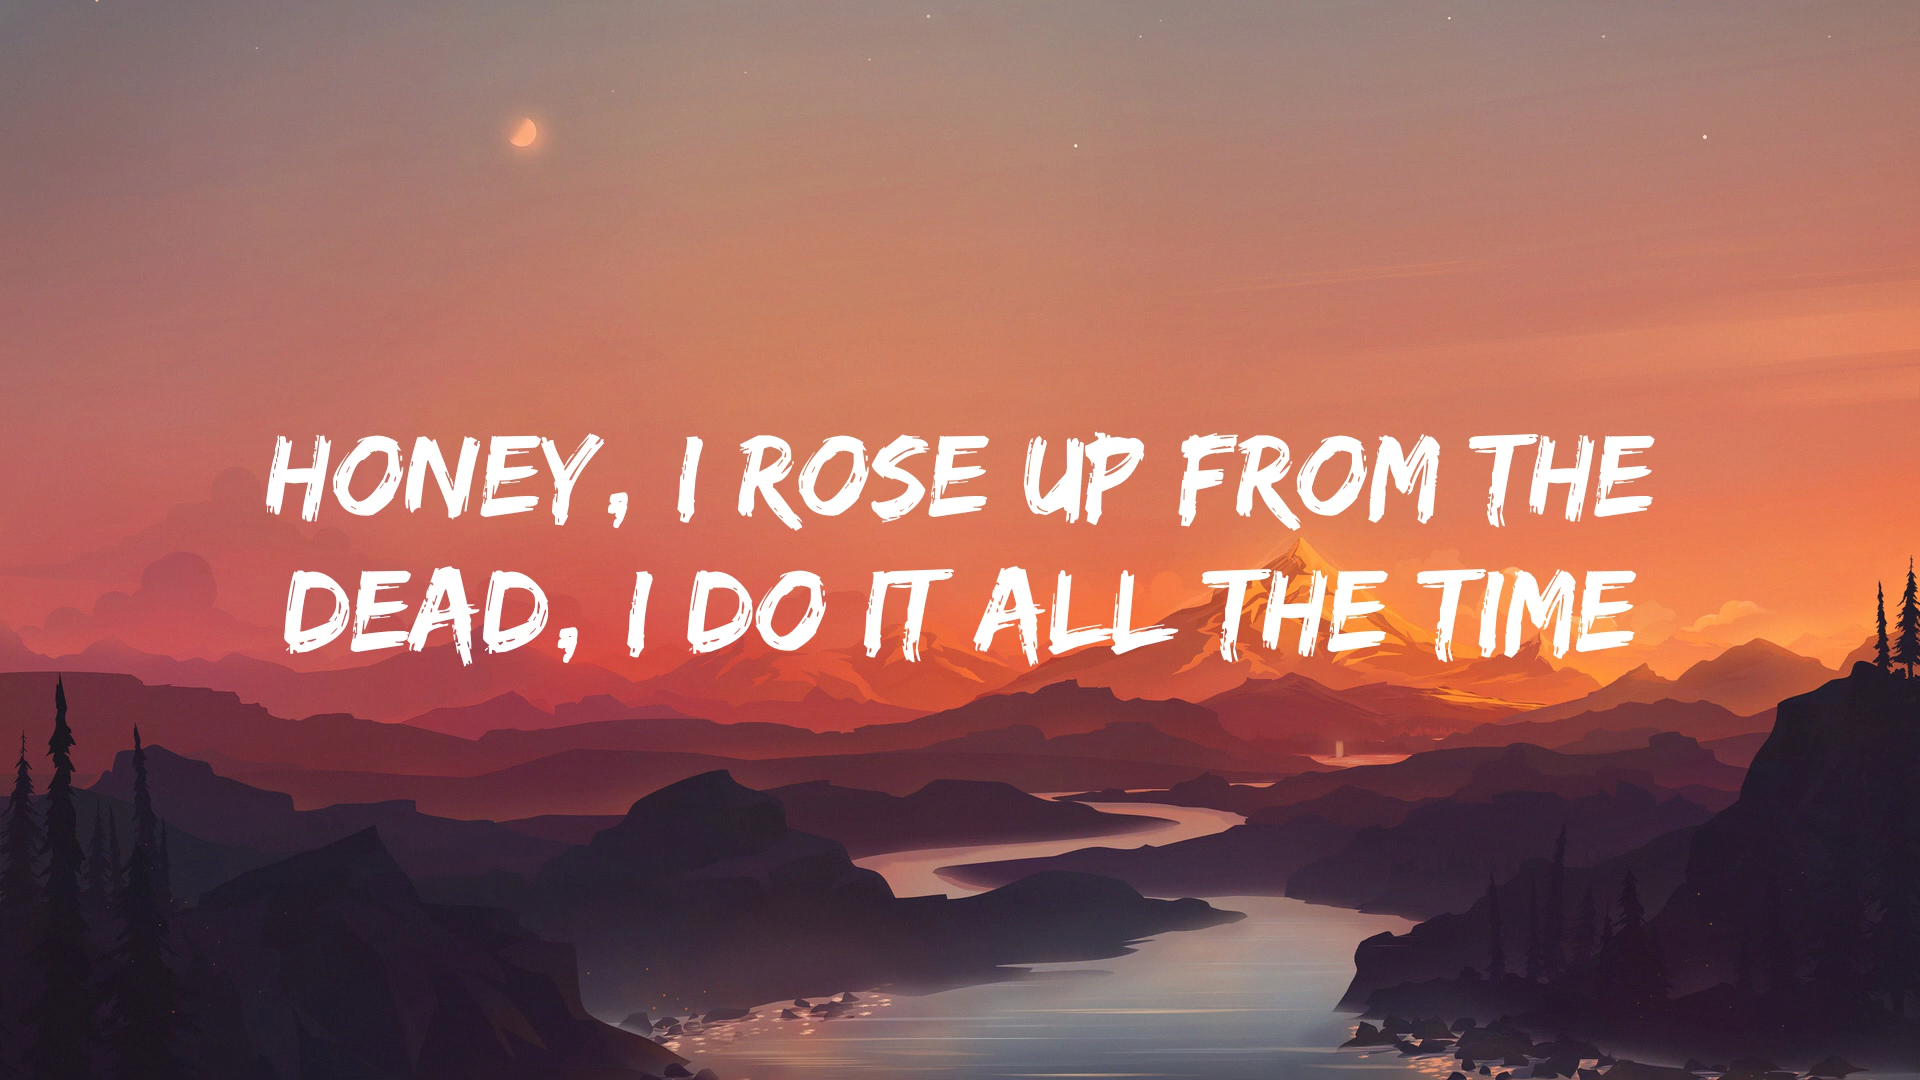 HONEY, I ROSE UP FROM THE
DEAD, I DO IT ALL THE TIME